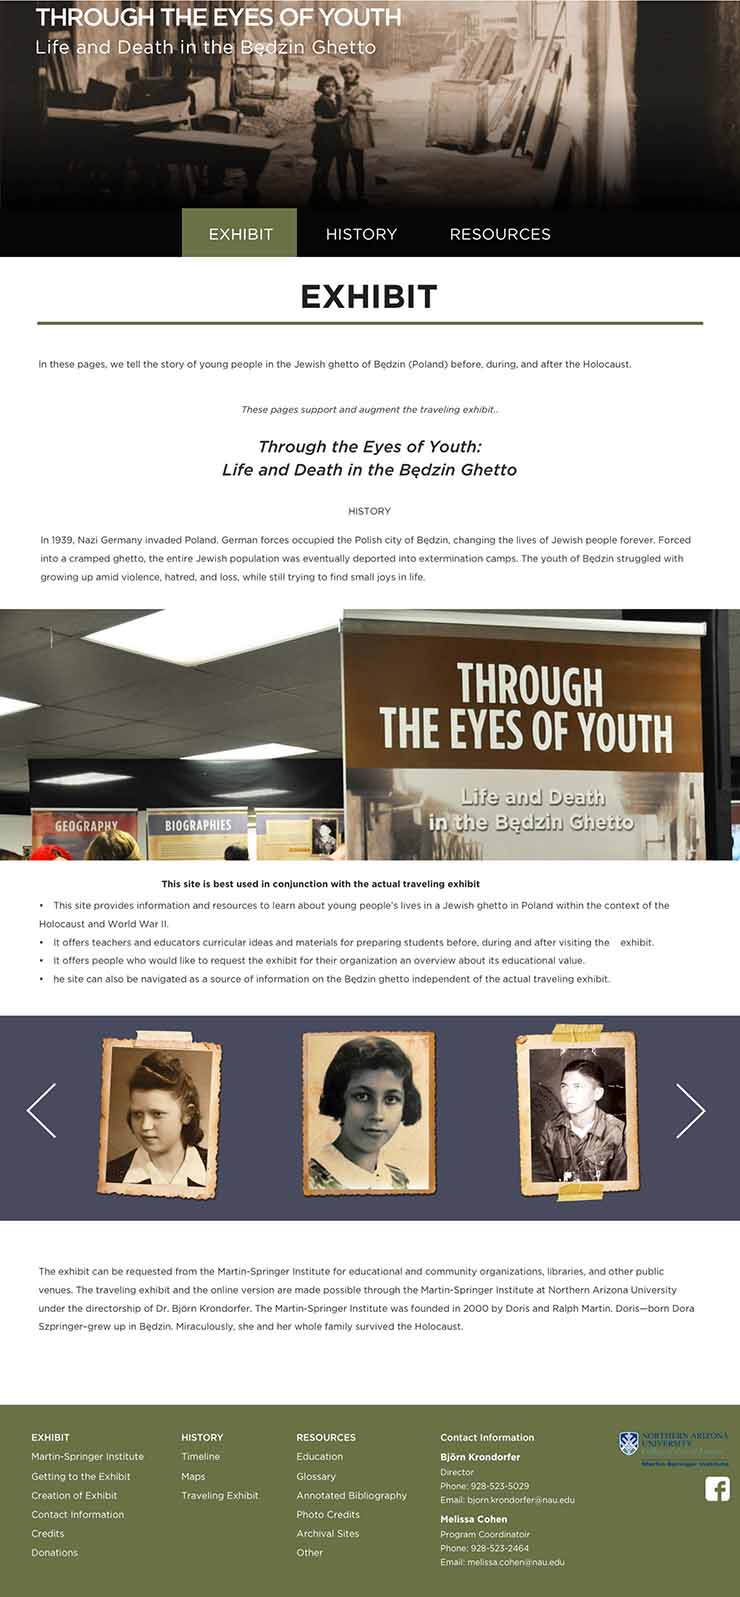 THROUGH THE EYES OF YOUTH
Life and Death in the Będzin Ghetto
EXHIBIT
HISTORY
RESOURCES
EXHIBIT
In these pages, we tell the story of young people in the Jewish ghetto of Będzin (Poland) before, during, and after the Holocaust.
These pages support and augment the traveling exhibit..
Through the Eyes of Youth:
Life and Death in the Będzin Ghetto
HISTORY
In 1939, Nazi Germany invaded Poland. German forces occupied the Polish city of Będzin, changing the lives of Jewish people forever. Forced
into a cramped ghetto, the entire Jewish population was eventually deported into extermination camps. The youth of Będzin struggled with
growing up amid violence, hatred, and loss, while still trying to find small joys in life.
THROUGH
THE EYES OF YOUTH
Life and Death
in the Będzin Ghetto
GEOGRAPHY
BIOGRAPHIES
This site is best used in conjunction with the actual traveling exhibit
• This site provides information and resources to learn about young people's lives in a Jewish ghetto in Poland within the context of the
Holocaust and World War II.
• It offers teachers and educators curricular ideas and materials for preparing students before, during and after visiting the exhibit.
• It offers people who would like to request the exhibit for their organization an overview about its educational value.
• he site can also be navigated as a source of information on the Będzin ghetto independent of the actual traveling exhibit.
The exhibit can be requested from the Martin-Springer Institute for educational and community organizations, libraries, and other public
venues. The traveling exhibit and the online version are made possible through the Martin-Springer Institute at Northern Arizona University
under the directorship of Dr. Björn Krondorfer. The Martin-Springer Institute was founded in 2000 by Doris and Ralph Martin. Doris—born Dora
Szpringer–grew up in Będzin. Miraculously, she and her whole family survived the Holocaust.
EXHIBIT
Martin-Springer Institute
Getting to the Exhibit
Creation of Exhibit
Contact Information
Credits
Donations
HISTORY
Timeline
Maps
Traveling Exhibit
RESOURCES
Education
Glossary
Annotated Bibliography
Photo Credits
Archival Sites
Other
Contact Information
Björn Krondorfer
Director
Phone: 928-523-5029
Email: bjorn.krondorfer@nau.edu
Melissa Cohen
Program Coordinatoir
Phone: 928-523-2464
Email: melissa.cohen@nau.edu
NORTHERN ARIZONA
UNIVERSITY
Martin-Springer Institute